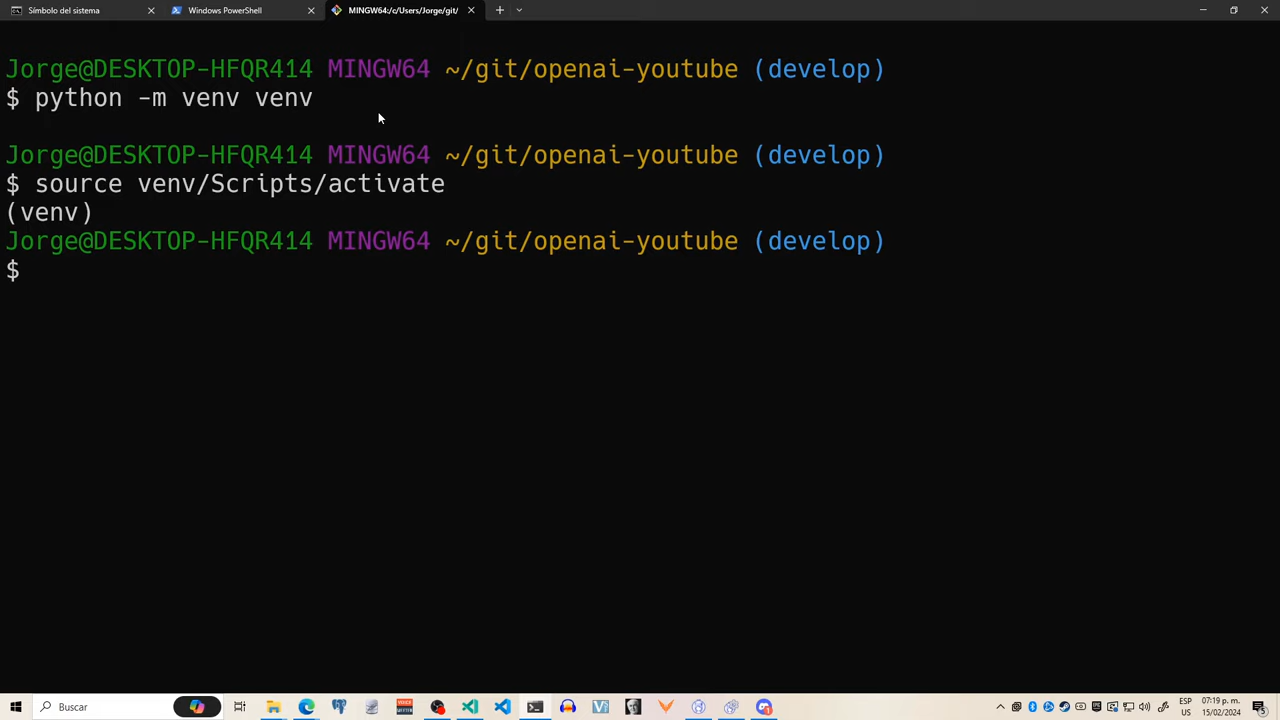 Símbolo del sistema
Windows PowerShell
MINGW64:/c/Users/Jorge/git/
Jorge@DESKTOP-HFQR414 MINGW64 ~/git/openai-youtube (develop)
$ python -m venv venv
Jorge@DESKTOP-HFQR414 MINGW64 ~/git/openai-youtube (develop)
$ source venv/Scripts/activate
(venv)
Jorge@DESKTOP-HFQR414 MINGW64 ~/git/openai-youtube (develop)
$
Buscar
ESP
US
07:19 p. m.
15/02/2024